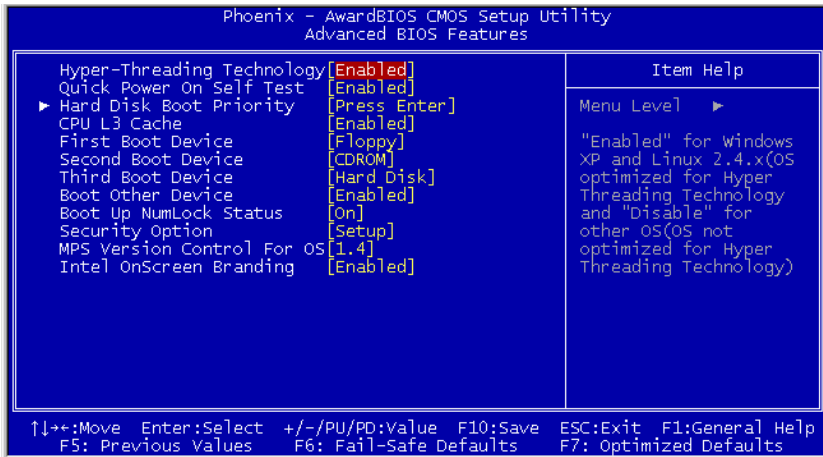 Phoenix - AwardBIOS CMOS Setup Utility
Advanced BIOS Features
Hyper-Threading Technology[Enabled]
Quick Power On Self Test [Enabled]
► Hard Disk Boot Priority [Press Enter]
CPU L3 Cache [Enabled]
First Boot Device [Floppy]
Second Boot Device [CDROM]
Third Boot Device [Hard Disk]
Boot Other Device [Enabled]
Boot Up NumLock Status [On]
Security Option [Setup]
MPS Version Control For OS[1.4]
Intel OnScreen Branding [Enabled]
Item Help
Menu Level ►
"Enabled" for Windows
XP and Linux 2.4.x(OS
optimized for Hyper
Threading Technology
and "Disable" for
other OS(OS not
optimized for Hyper
Threading Technology)
↑↓→←:Move Enter:Select +/-/PU/PD:Value F10:Save ESC:Exit F1:General Help
F5: Previous Values F6: Fail-Safe Defaults F7: Optimized Defaults